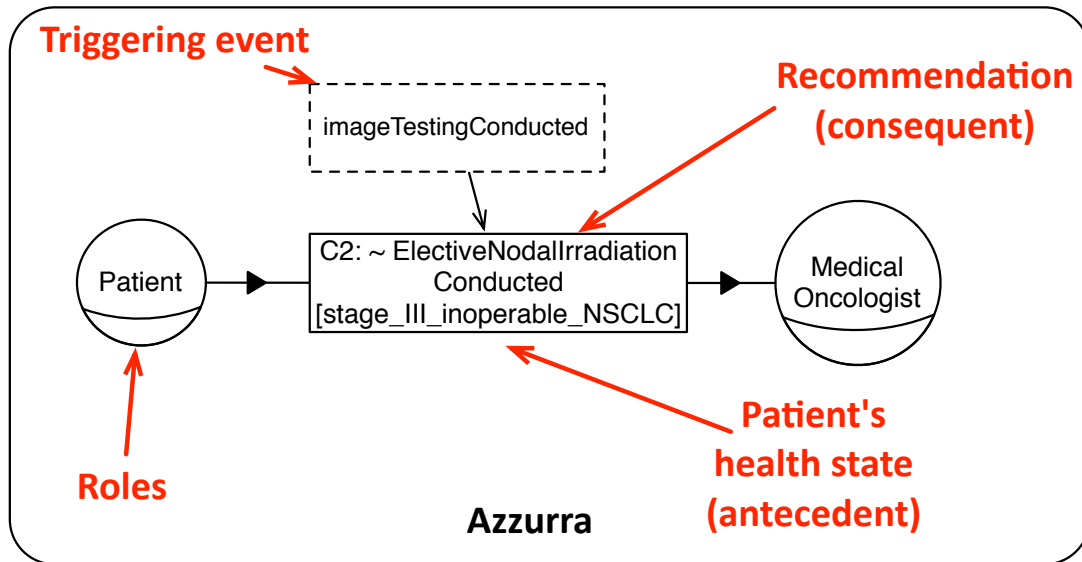 Triggering event
Recommendation
(consequent)
imageTestingConducted
Patient
C2: ~ ElectiveNodalIrradiation
Conducted
[stage_III_inoperable_NSCLC]
Medical
Oncologist
Roles
Patient's
health state
(antecedent)
Azzurra